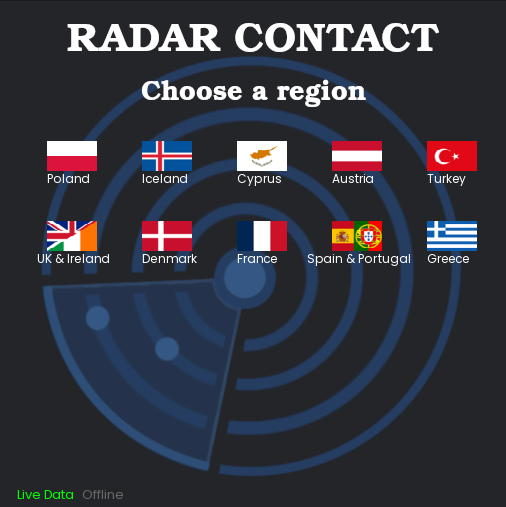 RADAR CONTACT
Choose a region
Poland Iceland Cyprus Austria Turkey
UK & Ireland Denmark France Spain & Portugal Greece
Live Data Offline